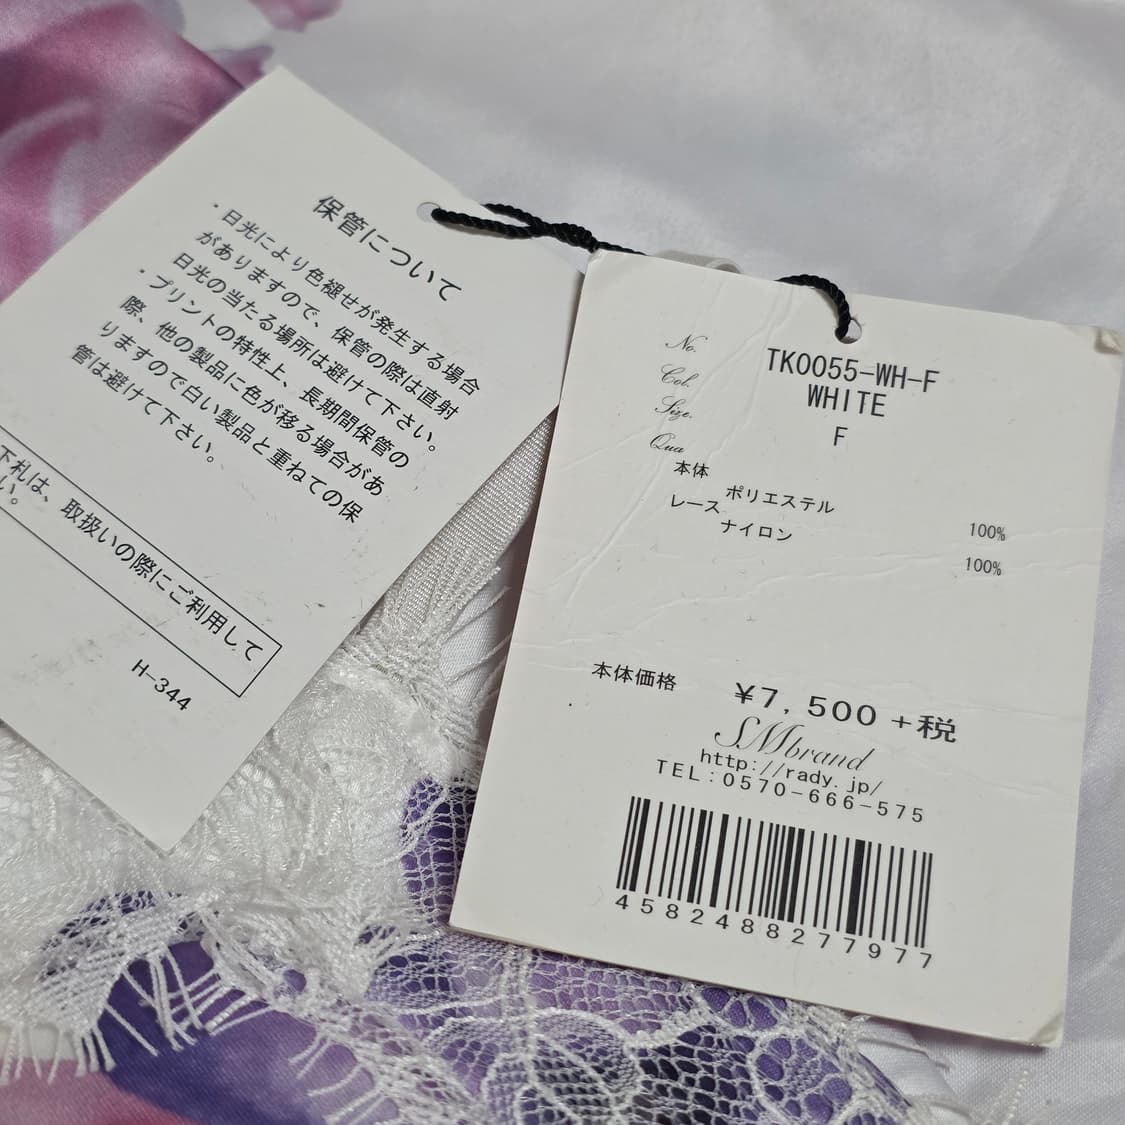 保管について
・日光により色褪せが発生する場合
がありますので、保管の際は直射
日光の当たる場所は避けて下さい。
・プリントの特性上、長期間保管の
際、他の製品に色が移る場合があ
りますので白い製品と重ねての保
管は避けて下さい。
下札は、取扱いの際にご利用して
い。
H-344
No. TK0055-WH-F
Col. WHITE
Size. F
Qua
本体
ポリエステル 100%
レース
ナイロン 100%
本体価格 ¥7,500+税
SMbrand
http://rady.jp/
TEL:0570-666-575
4582488277977